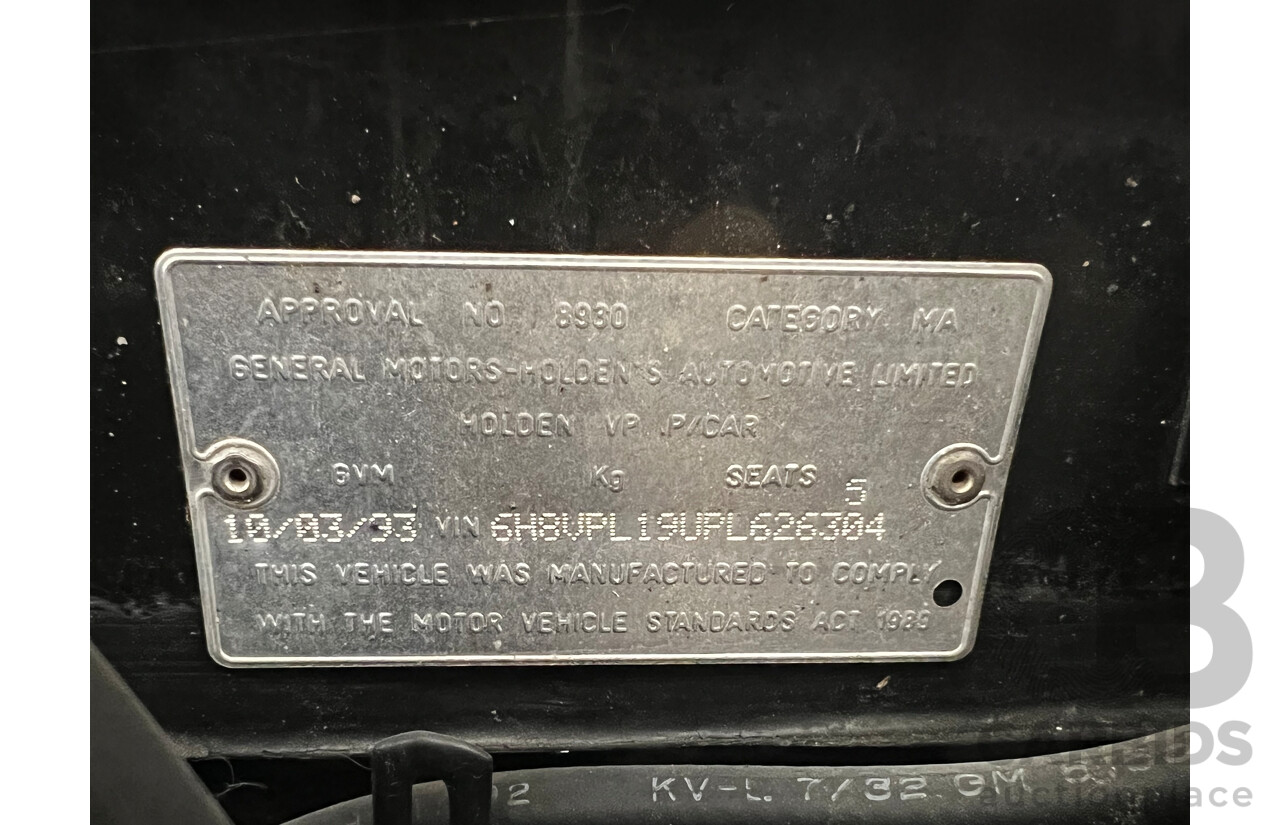 APPROVAL NO 8930 CATEGORY MA
GENERAL MOTORS-HOLDEN'S AUTOMOTIVE LIMITED
HOLDEN VP P/CAR
GVM Kg SEATS 5
10/03/93 VIN 6H8VPL19UPL626304
THIS VEHICLE WAS MANUFACTURED TO COMPLY
WITH THE MOTOR VEHICLE STANDARDS ACT 1989
02 KV-L 7/32 GM
auctionplace